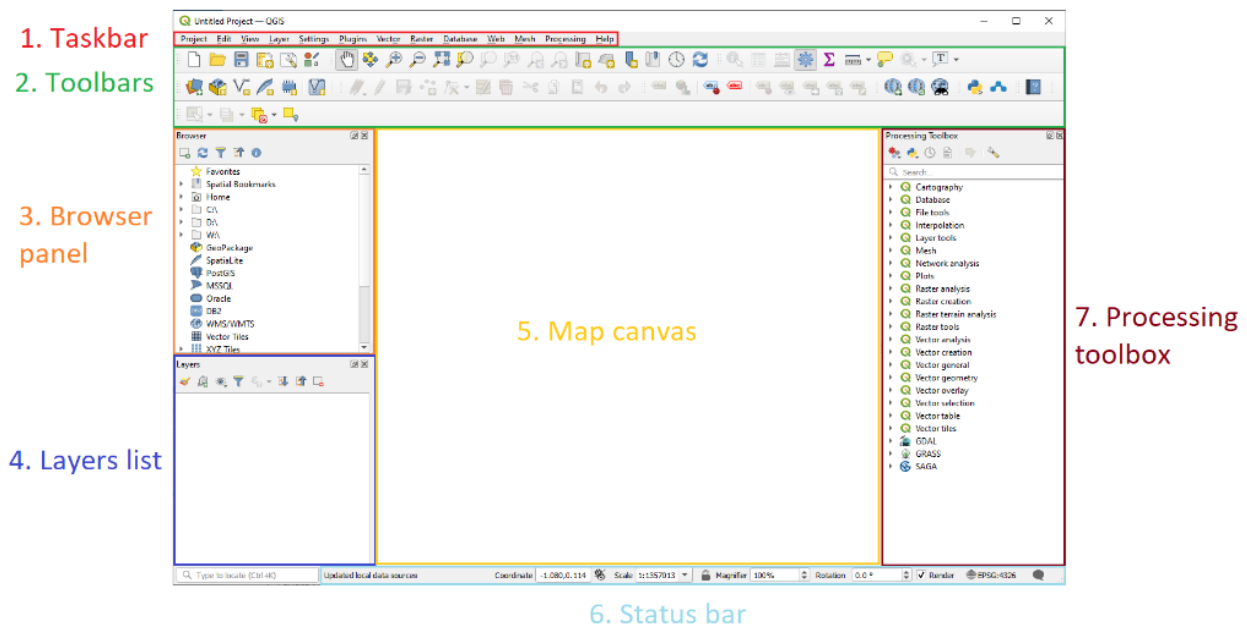 Untitled Project — QGIS
1. Taskbar
Project Edit View Layer Settings Plugins Vector Raster Database Web Mesh Processing Help
2. Toolbars
3. Browser
panel
Browser
Favorites
Spatial Bookmarks
Home
C:\
D:\
W:\
GeoPackage
SpatiaLite
PostGIS
MSSQL
Oracle
DB2
WMS/WMTS
Vector Tiles
XYZ Tiles
4. Layers list
Layers
5. Map canvas
Processing Toolbox
Search...
Cartography
Database
File tools
Interpolation
Layer tools
Mesh
Network analysis
Plots
Raster analysis
Raster creation
Raster terrain analysis
Raster tools
Vector analysis
Vector creation
Vector general
Vector geometry
Vector overlay
Vector selection
Vector table
Vector tiles
GDAL
GRASS
SAGA
7. Processing
toolbox
Type to locate (Ctrl+K) Updated local data sources Coordinate -1.080,0.114 Scale 1:1357013 Magnifier 100% Rotation 0.0 ° Render EPSG:4326
6. Status bar